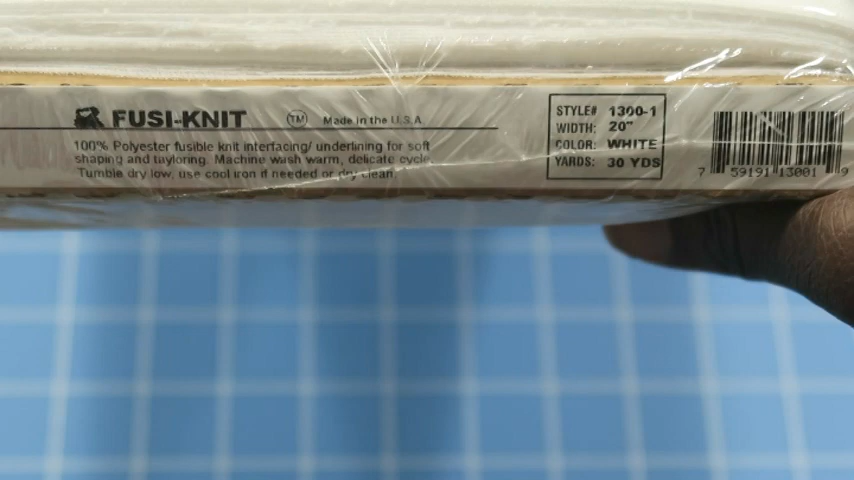 FUSI-KNIT TM Made in the U.S.A.
100% Polyester fusible knit interfacing/ underlining for soft
shaping and tayloring. Machine wash warm, delicate cycle.
Tumble dry low, use cool iron if needed or dry clean.
STYLE# 1300-1
WIDTH: 20"
COLOR: WHITE
YARDS: 30 YDS
7 59191 13001 9